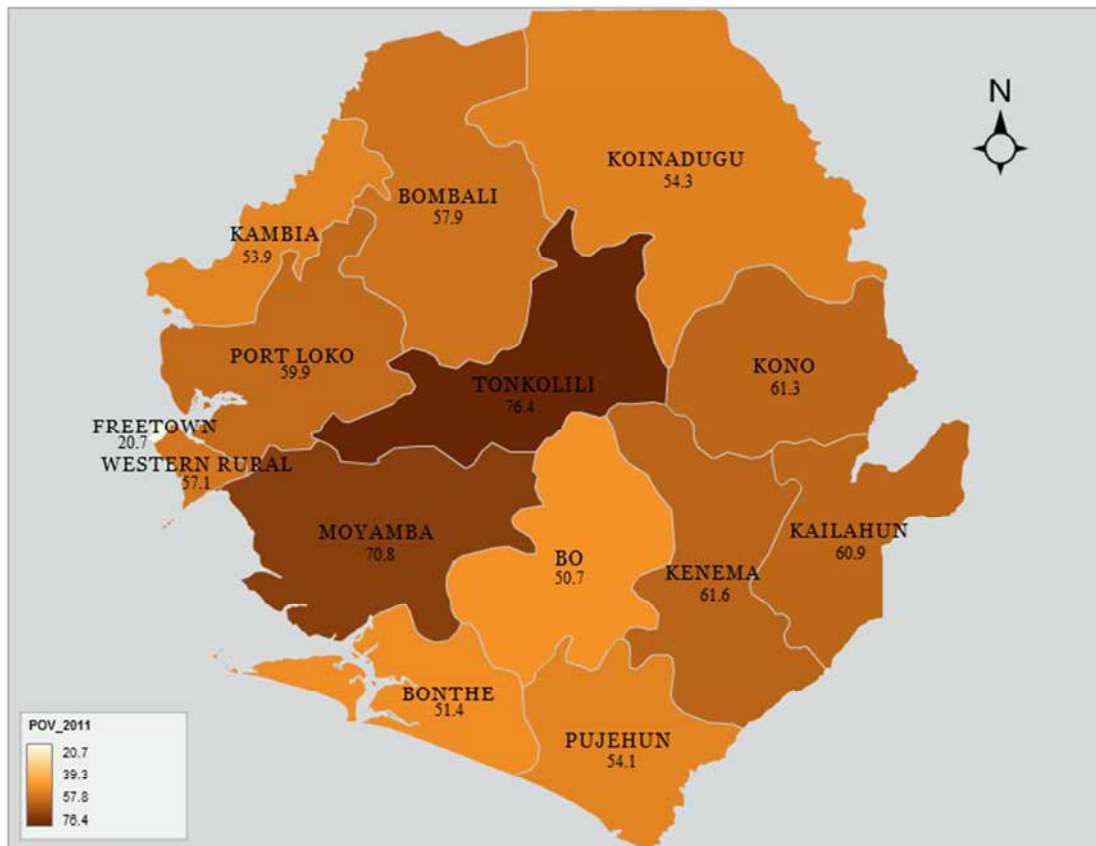 N
KOINADUGU
54.3
BOMBALI
57.9
KAMBIA
53.9
PORT LOKO
59.9
KONO
61.3
TONKOLILI
76.4
FREETOWN
20.7
WESTERN RURAL
57.1
MOYAMBA
70.8
BO
50.7
KAILAHUN
60.9
KENEMA
61.6
BONTHE
51.4
PUJEHUN
54.1
POV_2011
20.7
39.3
57.8
76.4